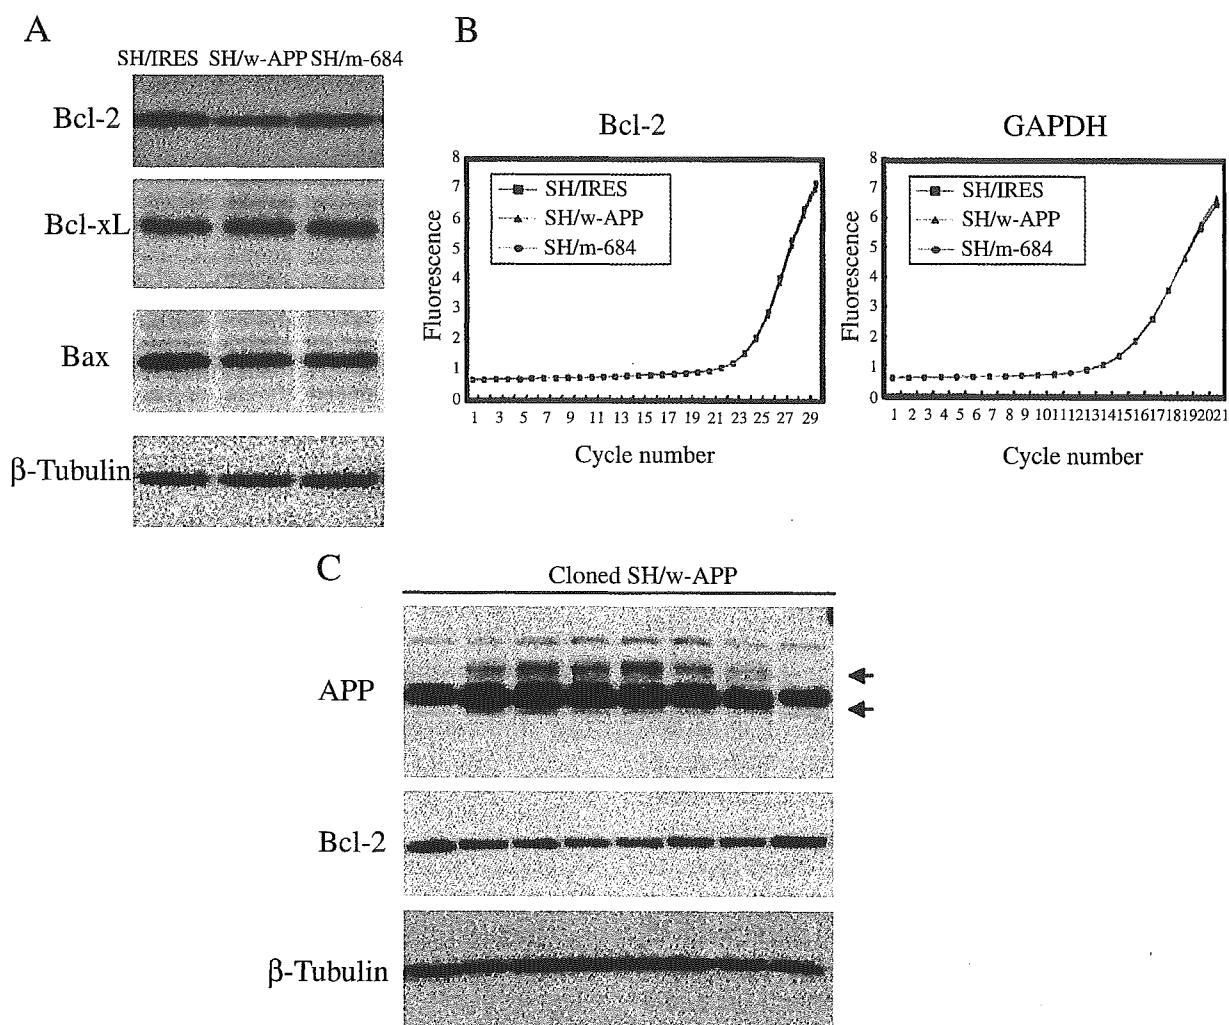 A
SH/IRES SH/w-APP SH/m-684
Bcl-2
Bcl-xL
Bax
β-Tubulin
B
Bcl-2
8
7
6
5
4
3
2
1
0
Fluorescence
SH/IRES
SH/w-APP
SH/m-684
1 3 5 7 9 11 13 15 17 19 21 23 25 27 29
Cycle number
GAPDH
8
7
6
5
4
3
2
1
0
Fluorescence
SH/IRES
SH/w-APP
SH/m-684
1 2 3 4 5 6 7 8 9 10 11 12 13 14 15 16 17 18 19 20 21
Cycle number
C
Cloned SH/w-APP
APP
Bcl-2
β-Tubulin